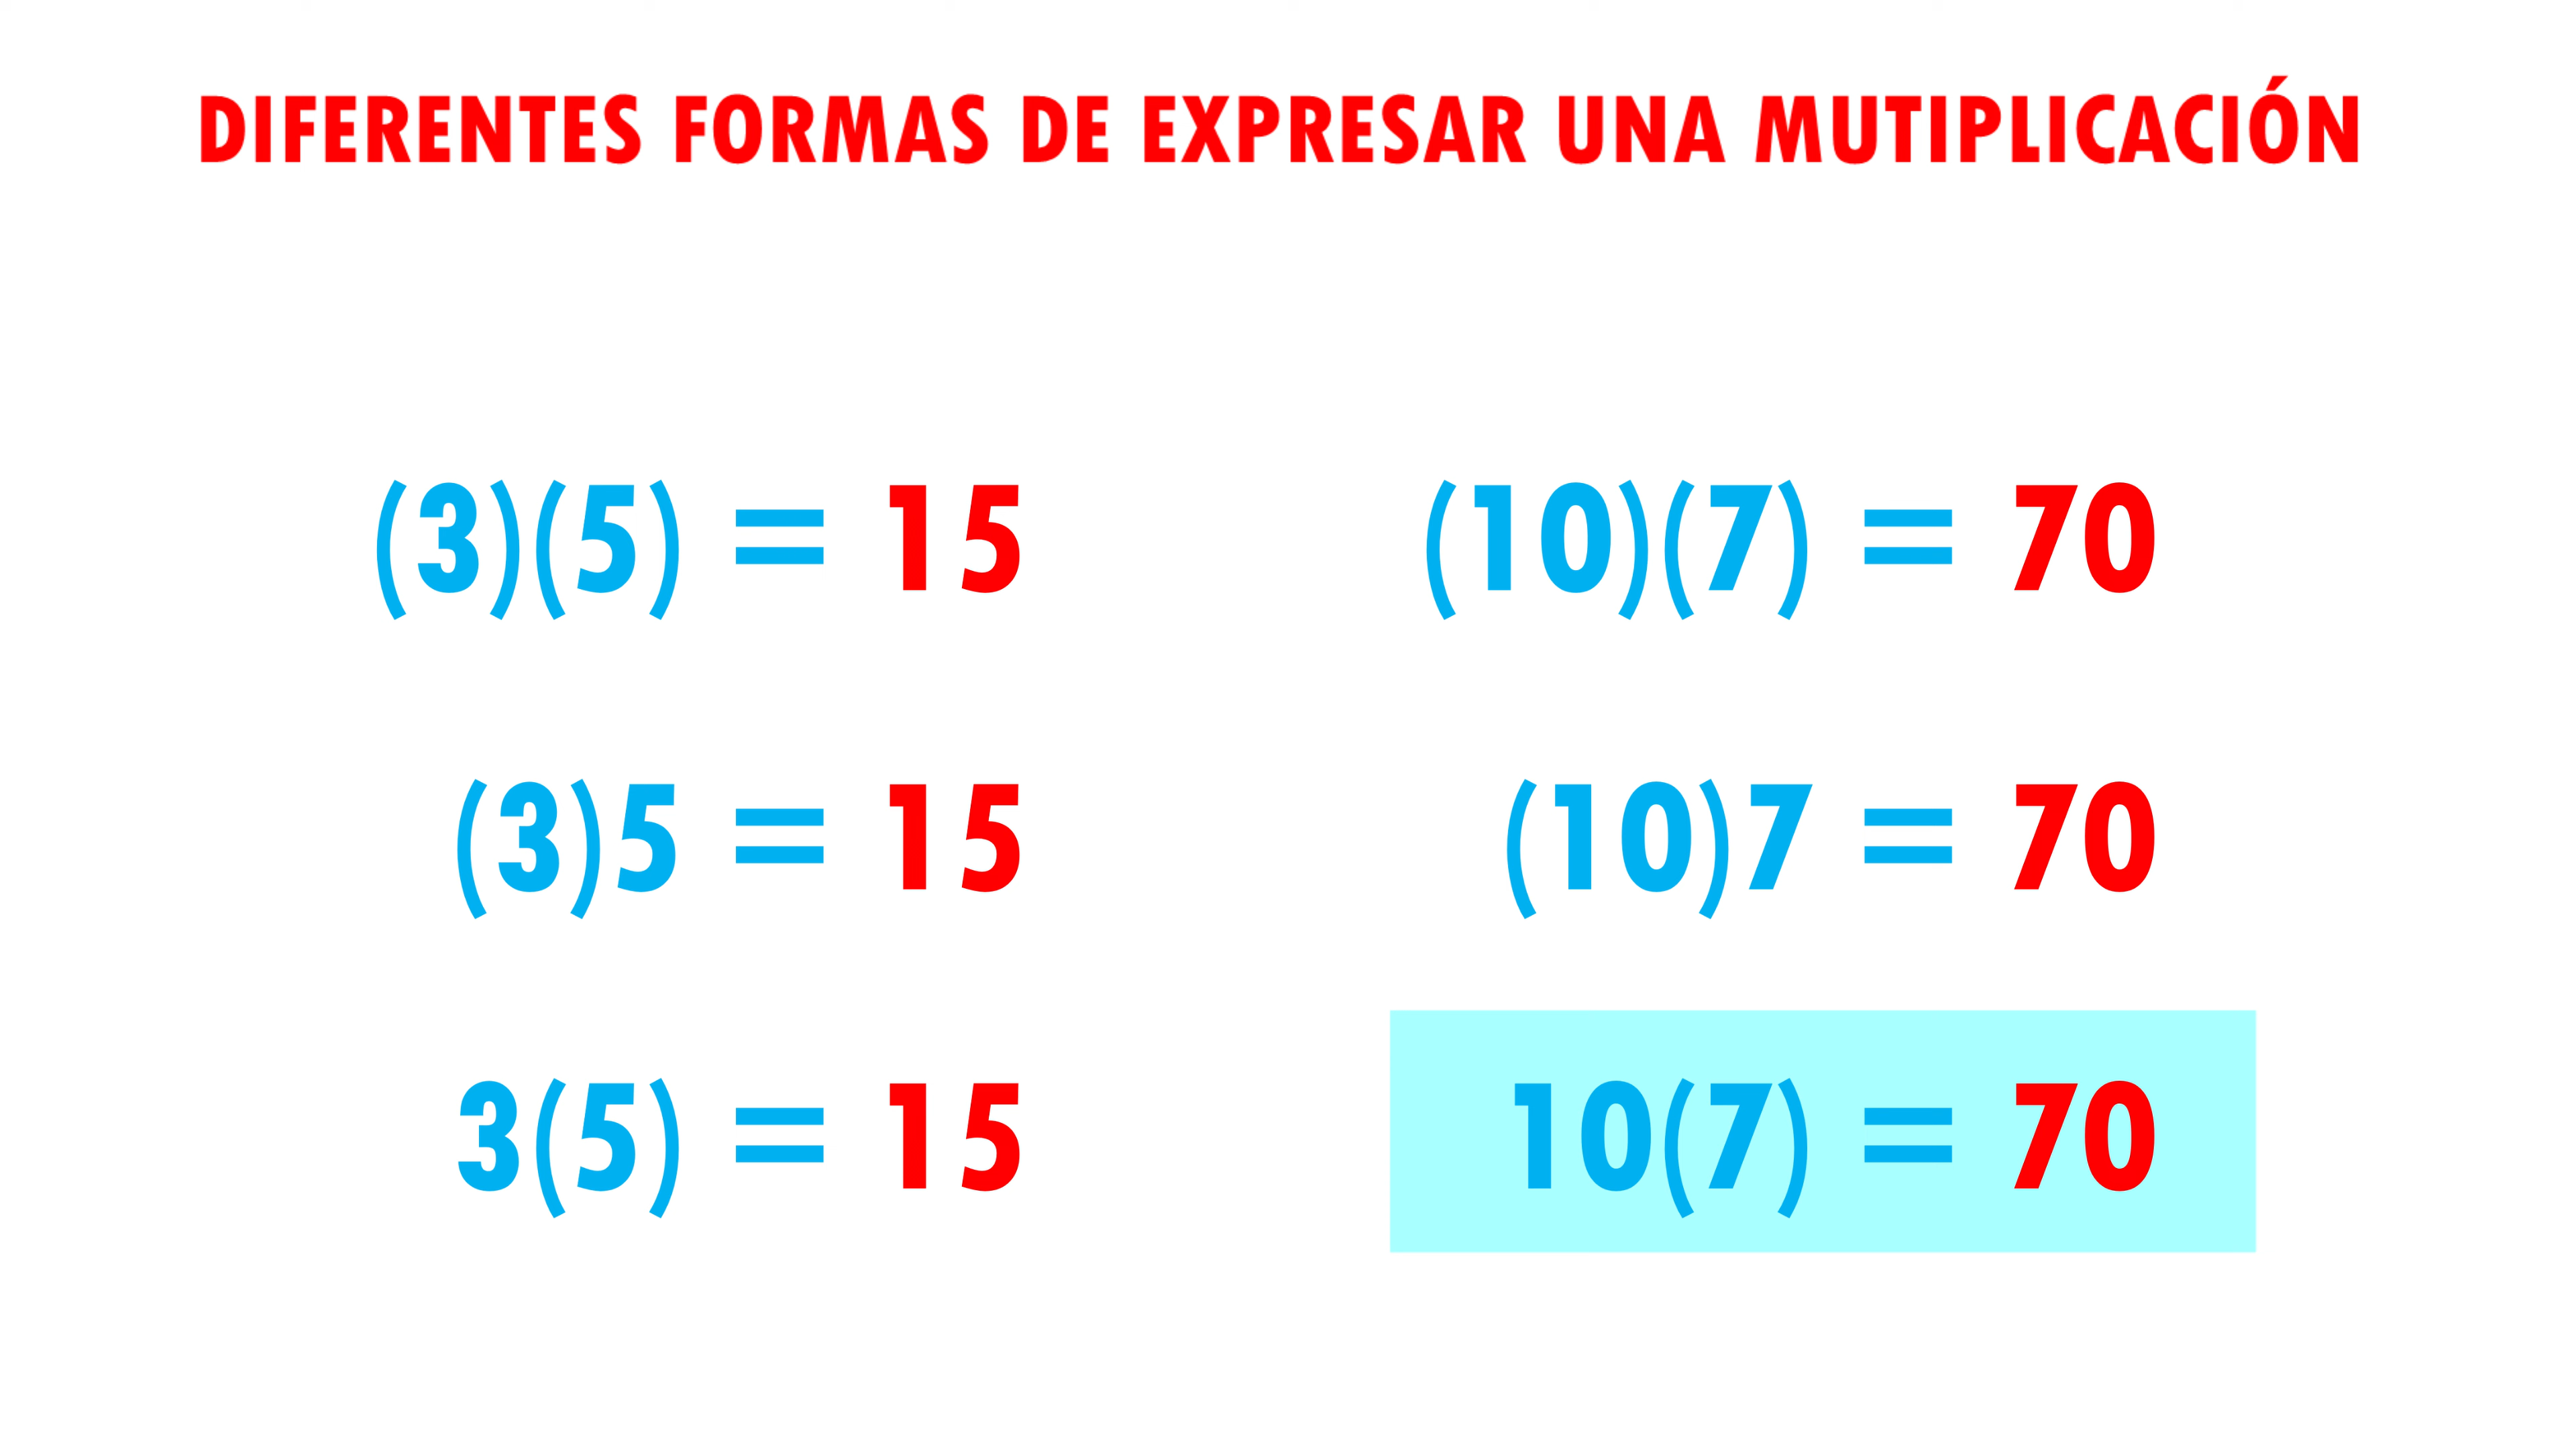 DIFERENTES FORMAS DE EXPRESAR UNA MUTIPLICACIÓN
(3)(5) = 15
(10)(7) = 70
(3)5 = 15
(10)7 = 70
3(5) = 15
10(7) = 70